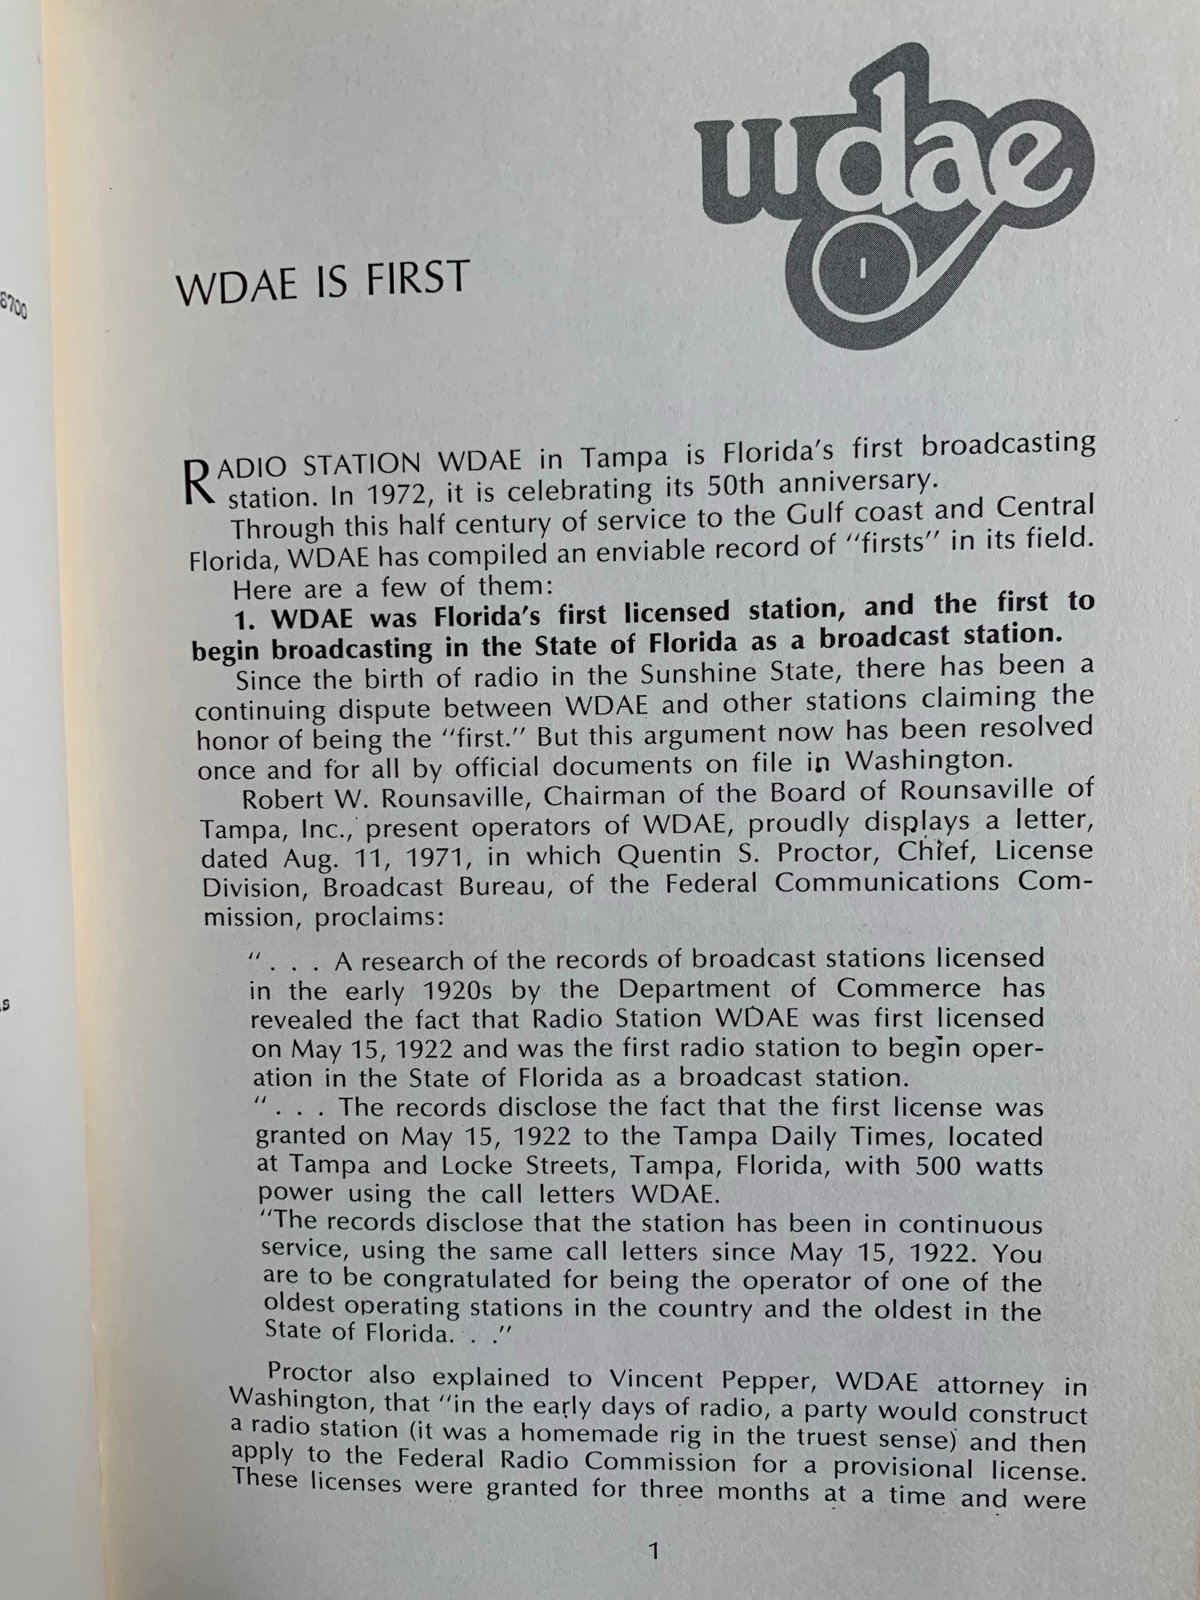 wdae
1
WDAE IS FIRST
6700
RADIO STATION WDAE in Tampa is Florida's first broadcasting
station. In 1972, it is celebrating its 50th anniversary.
Through this half century of service to the Gulf coast and Central
Florida, WDAE has compiled an enviable record of "firsts" in its field.
Here are a few of them:
1. WDAE was Florida's first licensed station, and the first to
begin broadcasting in the State of Florida as a broadcast station.
Since the birth of radio in the Sunshine State, there has been a
continuing dispute between WDAE and other stations claiming the
honor of being the "first." But this argument now has been resolved
once and for all by official documents on file in Washington.
Robert W. Rounsaville, Chairman of the Board of Rounsaville of
Tampa, Inc., present operators of WDAE, proudly displays a letter,
dated Aug. 11, 1971, in which Quentin S. Proctor, Chief, License
Division, Broadcast Bureau, of the Federal Communications Com-
mission, proclaims:
". . . A research of the records of broadcast stations licensed
in the early 1920s by the Department of Commerce has
revealed the fact that Radio Station WDAE was first licensed
on May 15, 1922 and was the first radio station to begin oper-
ation in the State of Florida as a broadcast station.
". . . The records disclose the fact that the first license was
granted on May 15, 1922 to the Tampa Daily Times, located
at Tampa and Locke Streets, Tampa, Florida, with 500 watts
power using the call letters WDAE.
"The records disclose that the station has been in continuous
service, using the same call letters since May 15, 1922. You
are to be congratulated for being the operator of one of the
oldest operating stations in the country and the oldest in the
State of Florida. . ."
Proctor also explained to Vincent Pepper, WDAE attorney in
Washington, that "in the early days of radio, a party would construct
a radio station (it was a homemade rig in the truest sense) and then
apply to the Federal Radio Commission for a provisional license.
These licenses were granted for three months at a time and were
1